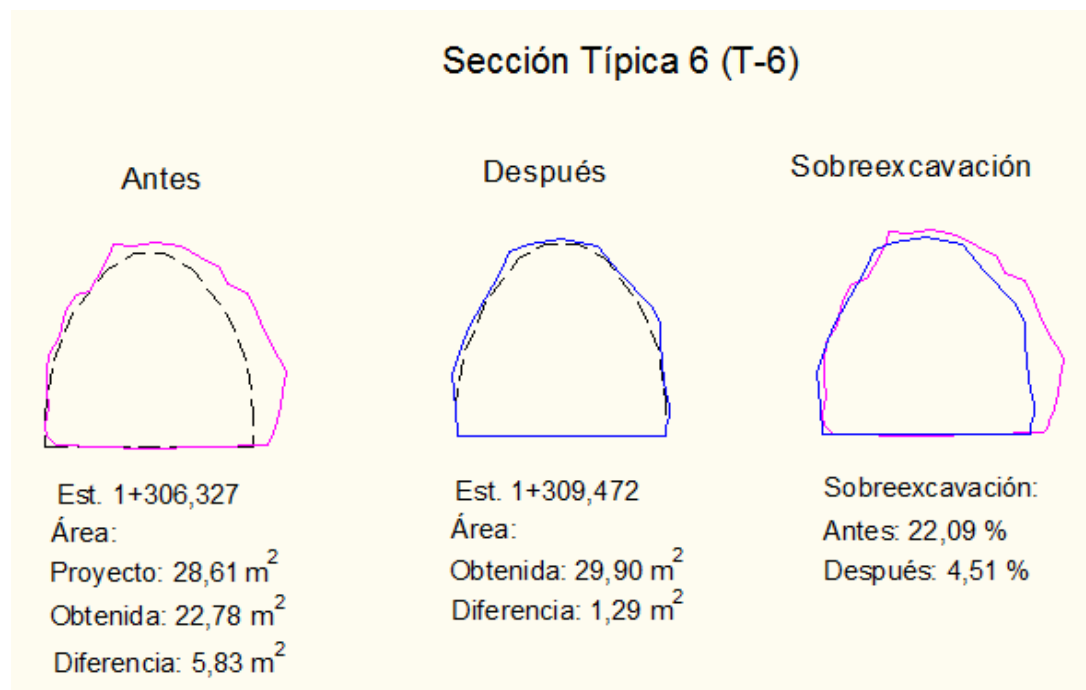 Sección Típica 6 (T-6)
Antes
Est. 1+306,327
Área:
Proyecto: 28,61 m²
Obtenida: 22,78 m²
Diferencia: 5,83 m²
Después
Est. 1+309,472
Área:
Obtenida: 29,90 m²
Diferencia: 1,29 m²
Sobreexcavación
Sobreexcavación:
Antes: 22,09 %
Después: 4,51 %